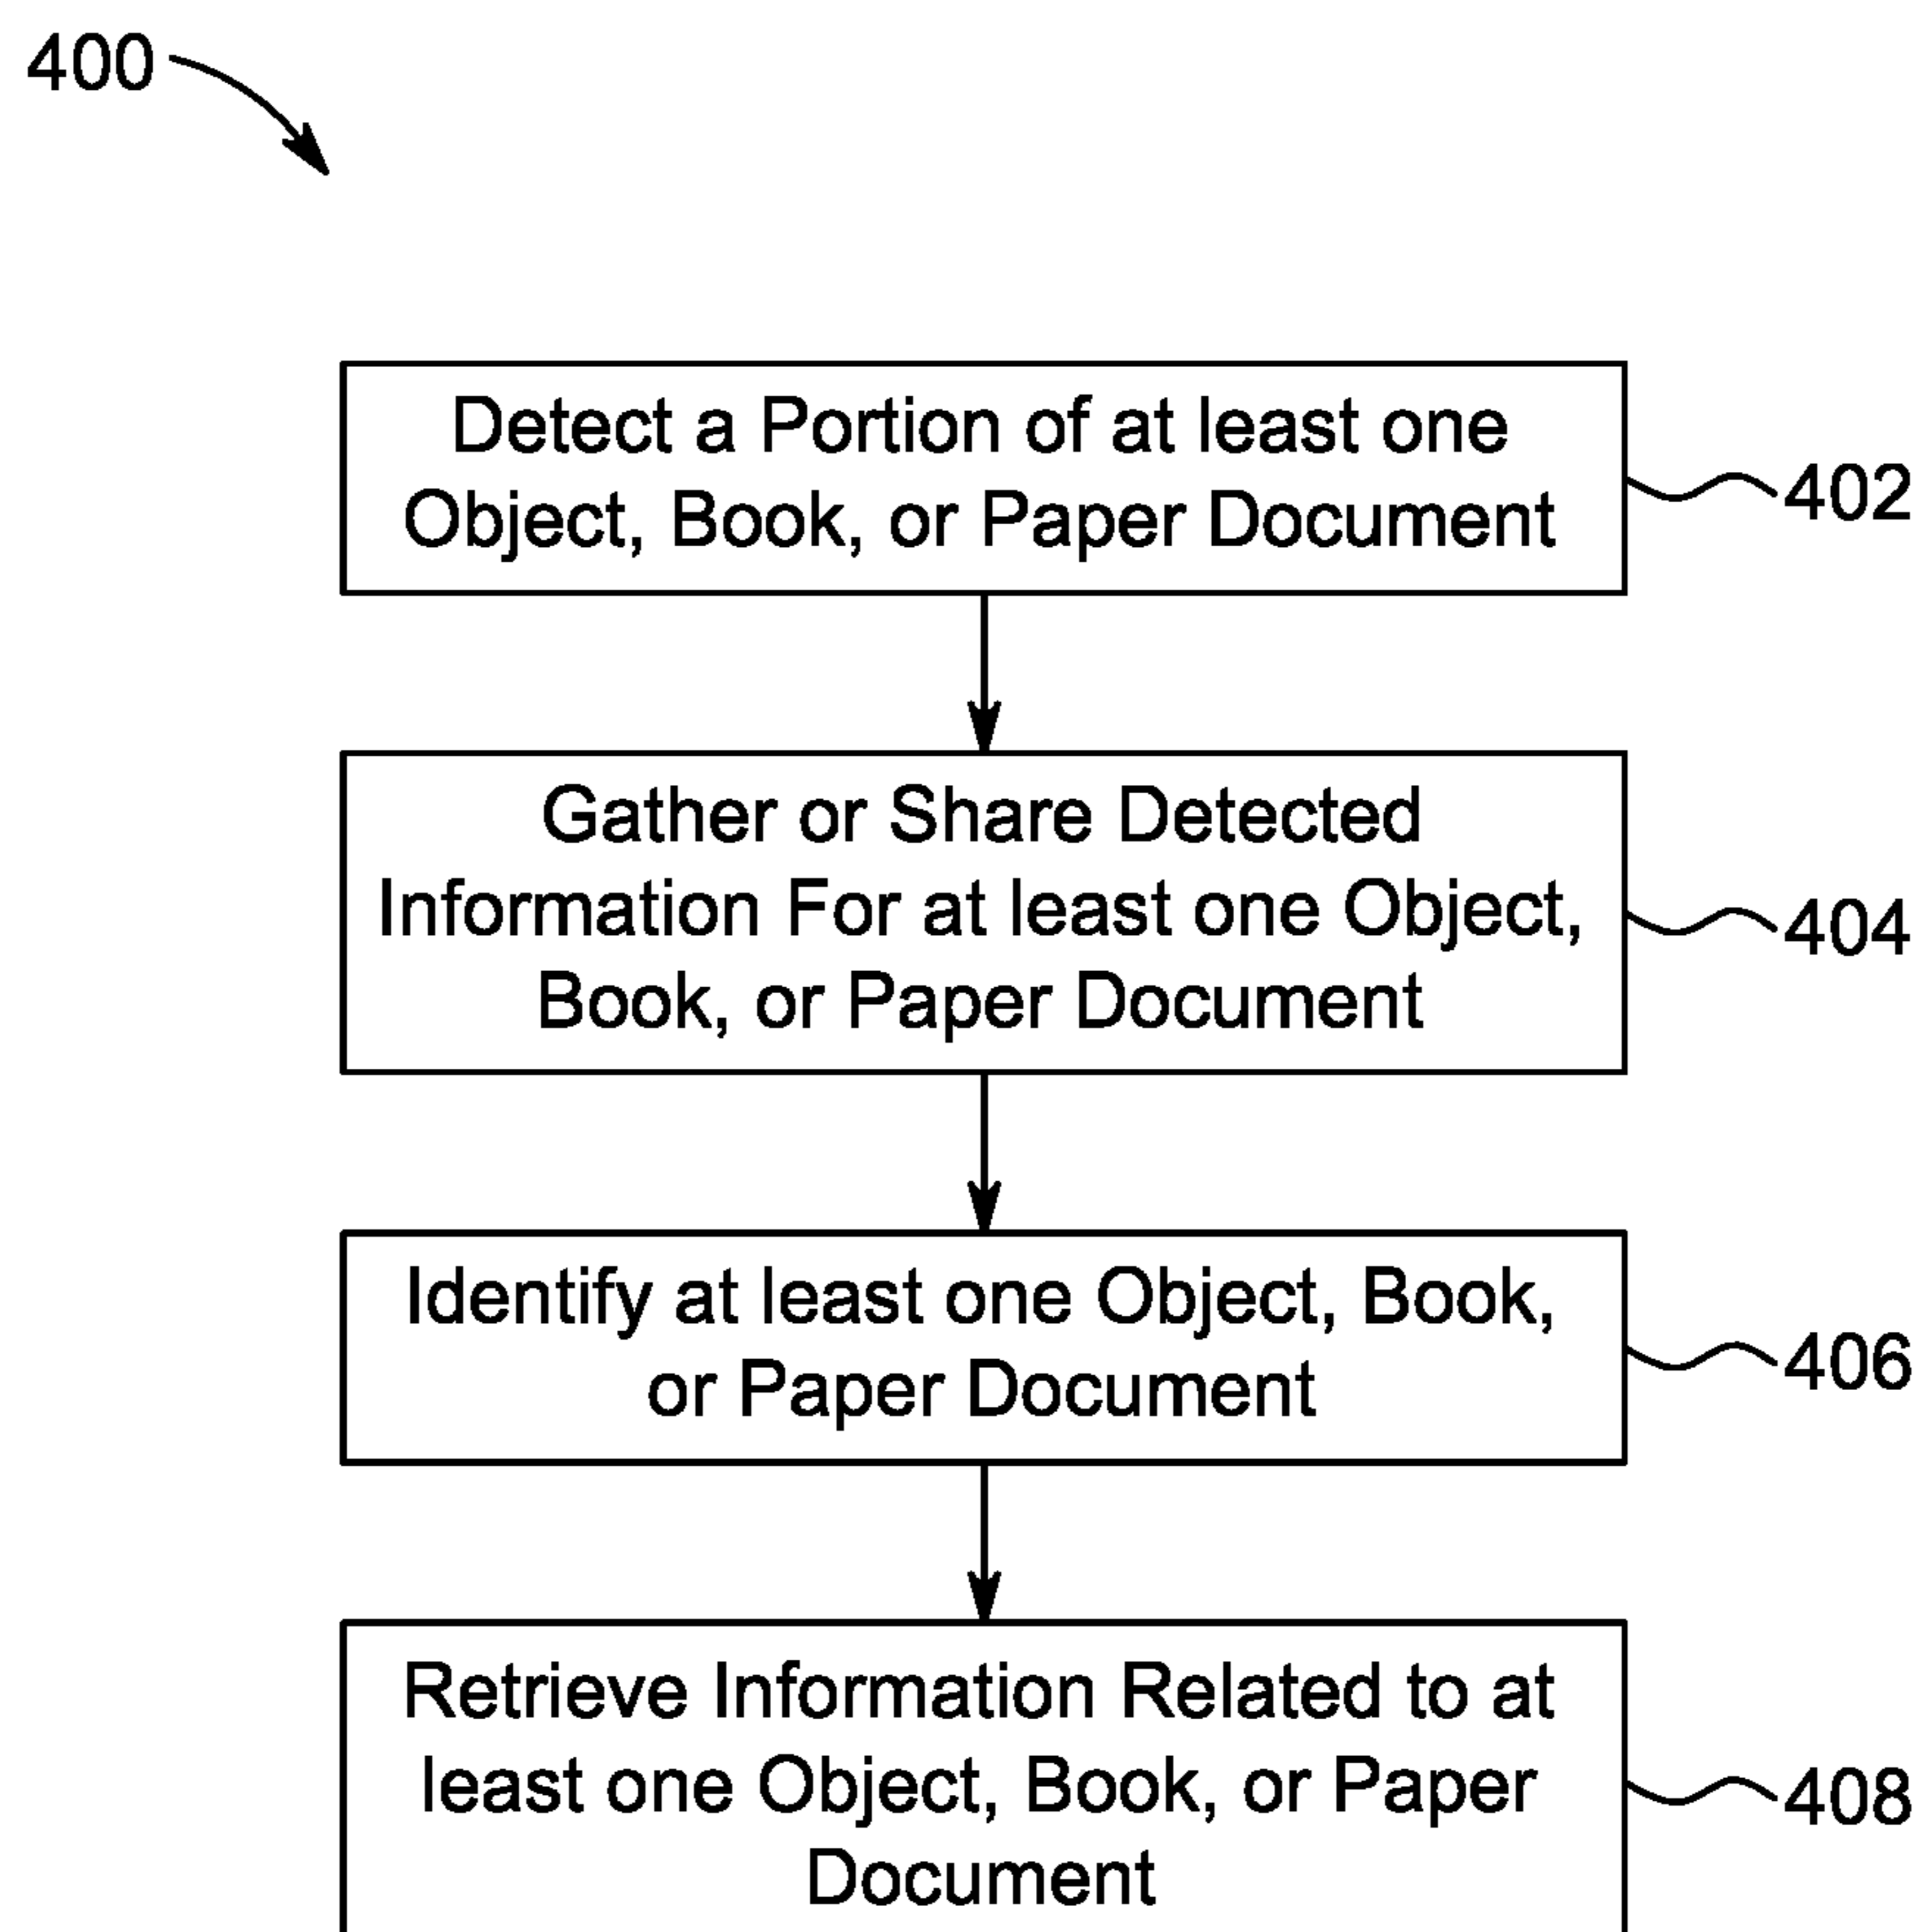 400
Detect a Portion of at least one
Object, Book, or Paper Document
402
Gather or Share Detected
Information For at least one Object,
Book, or Paper Document
404
Identify at least one Object, Book,
or Paper Document
406
Retrieve Information Related to at
least one Object, Book, or Paper
Document
408